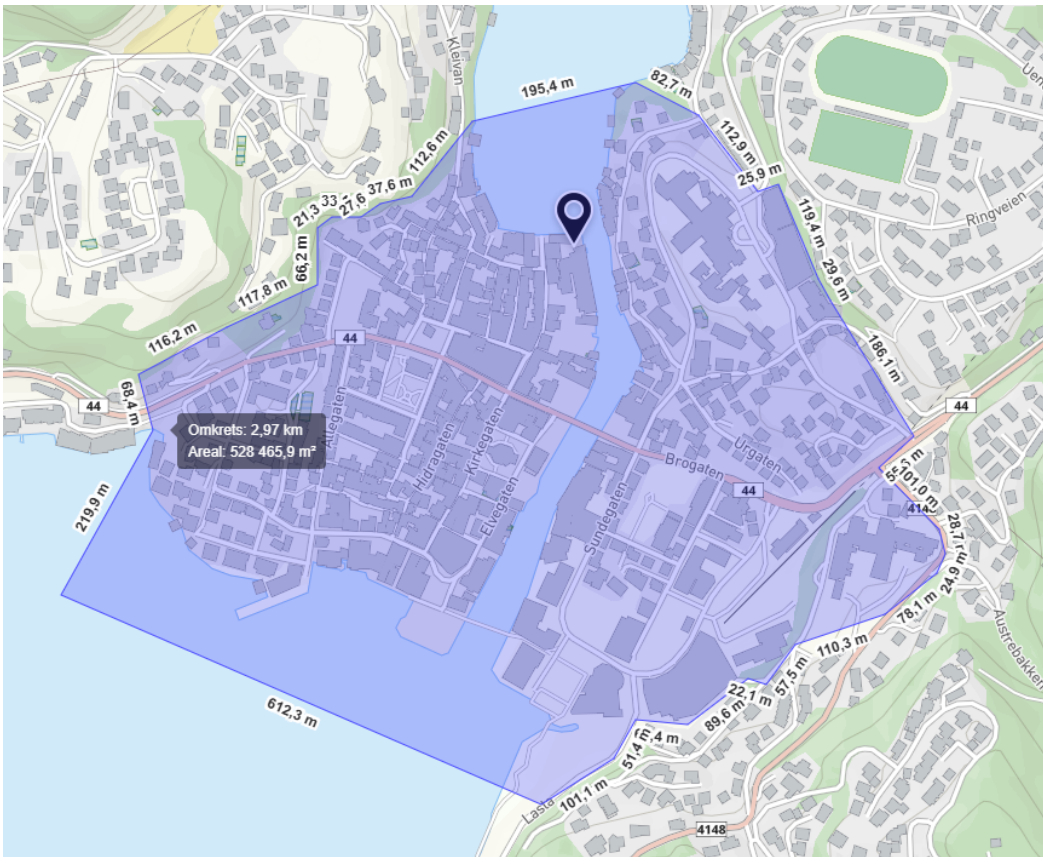 Kleivan
195,4 m
82,7 m
Uen
112,6 m
112,9 m
25,9 m
37,6 m
27,6
21,3
119,4 m
Ringveien
66,2 m
29,6 m
117,8 m
116,2 m
44
186,1 m
68,4 m
44
44
Omkrets: 2,97 km
Areal: 528 465,9 m²
Allegaten
Hidragaten
Kirkegaten
Elvegaten
Urgaten
Brogaten
44
101,0 m
219,9 m
Sundegaten
28,7 m
24,9 m
78,1 m
Austrebakken
110,3 m
57,5 m
22,1 m
89,6 m
612,3 m
51,4 m
Lasta
101,1 m
4148